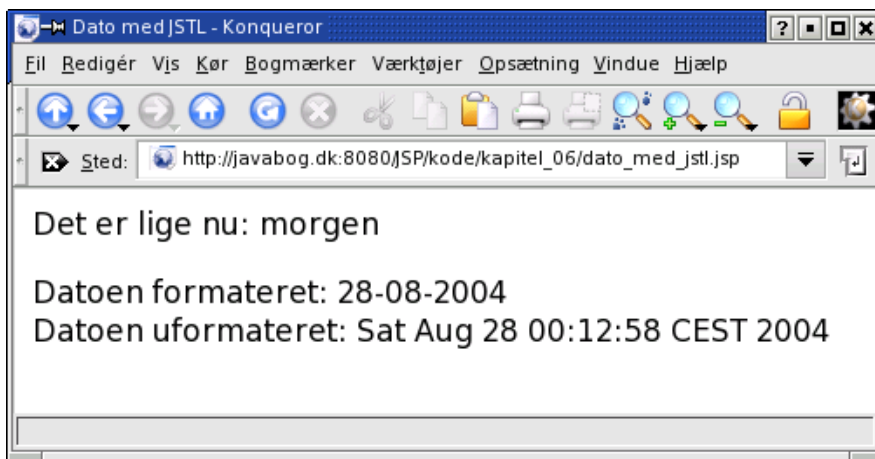 Dato med JSTL - Konqueror
Fil Redigér Vis Kør Bogmærker Værktøjer Opsætning Vindue Hjælp
Sted: http://javabog.dk:8080/JSP/kode/kapitel_06/dato_med_jstl.jsp
Det er lige nu: morgen
Datoen formateret: 28-08-2004
Datoen uformateret: Sat Aug 28 00:12:58 CEST 2004